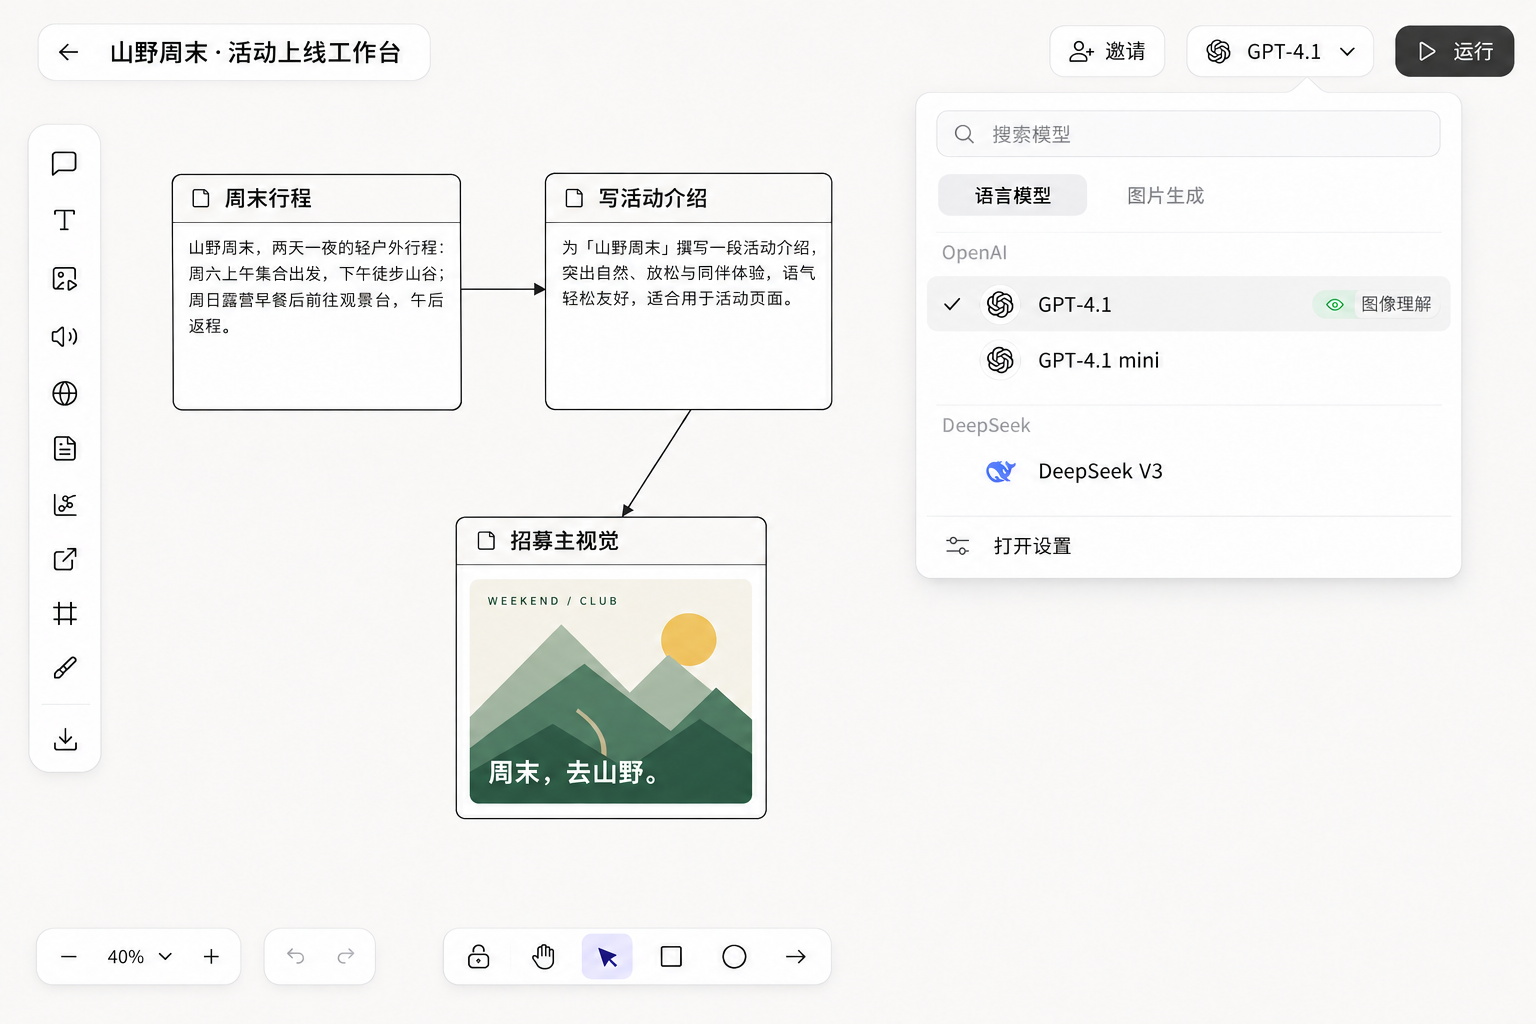 山野周末 · 活动上线工作台
邀请
GPT-4.1
运行
搜索模型
语言模型
图片生成
OpenAI
GPT-4.1
图像理解
GPT-4.1 mini
DeepSeek
DeepSeek V3
打开设置
周末行程
山野周末，两天一夜的轻户外行程：
周六上午集合出发，下午徒步山谷；
周日露营早餐后前往观景台，午后
返程。
写活动介绍
为「山野周末」撰写一段活动介绍，
突出自然、放松与同伴体验，语气
轻松友好，适合用于活动页面。
招募主视觉
WEEKEND / CLUB
周末，去山野。
40%